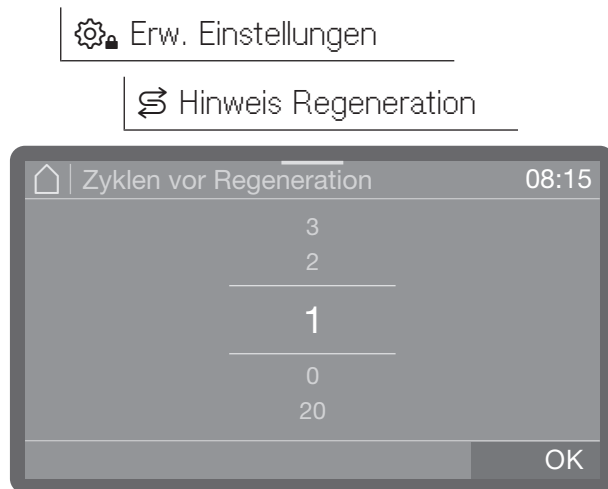 Erw. Einstellungen
Hinweis Regeneration
Zyklen vor Regeneration 08:15
3
2
1
0
20
OK